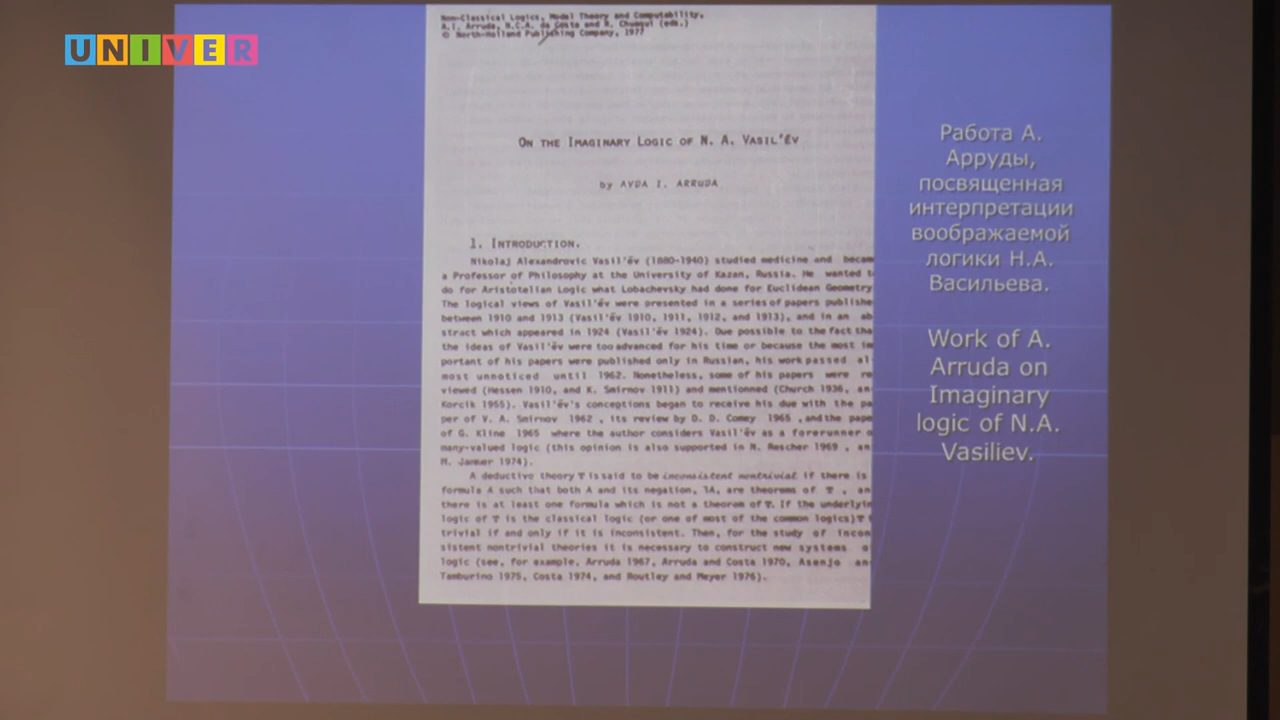 UNIVER
Non-Classical Logics, Model Theory and Computability,
A.I. Arruda, N.C.A. da Costa and R. Chuaqui (eds.)
© North-Holland Publishing Company, 1977
ON THE IMAGINARY LOGIC OF N. A. VASIL'ÉV
by AYDA I. ARRUDA
1. INTRODUCTION.
Nikolaj Alexandrovic Vasil'év (1880-1940) studied medicine and becam
a Professor of Philosophy at the University of Kazan, Russia. He wanted t
do for Aristotelian Logic what Lobachevsky had done for Euclidean Geometry
The logical views of Vasil'év were presented in a series of papers publishe
between 1910 and 1913 (Vasil'év 1910, 1911, 1912, and 1913), and in an ab
stract which appeared in 1924 (Vasil'év 1924). Due possible to the fact tha
the ideas of Vasil'év were too advanced for his time or because the most im
portant of his papers were published only in Russian, his work passed al
most unnoticed until 1962. Nonetheless, some of his papers were re
viewed (Hessen 1910, and K. Smirnov 1911) and mentionned (Church 1936, an
Korcik 1955). Vasil'év's conceptions began to receive his due with the pa
per of V. A. Smirnov 1962 , its review by D. D. Comey 1965 , and the pape
of G. Kline 1965 where the author considers Vasil'év as a forerunner o
many-valued logic (this opinion is also supported in N. Rescher 1969 , an
M. Jammer 1974).
A deductive theory T is said to be inconsistent nontrivial if there is
formula A such that both A and its negation, ⅂A, are theorems of T , an
there is at least one formula which is not a theorem of T. If the underlyin
logic of T is the classical logic (or one of most of the common logics) T i
trivial if and only if it is inconsistent. Then, for the study of incon
sistent nontrivial theories it is necessary to construct new systems o
logic (see, for example, Arruda 1967, Arruda and Costa 1970, Asenjo an
Tamburino 1975, Costa 1974, and Routley and Meyer 1976).
Работа А.
Арруды,
посвященная
интерпретации
воображаемой
логики Н.А.
Васильева.
Work of A.
Arruda on
Imaginary
logic of N.A.
Vasiliev.